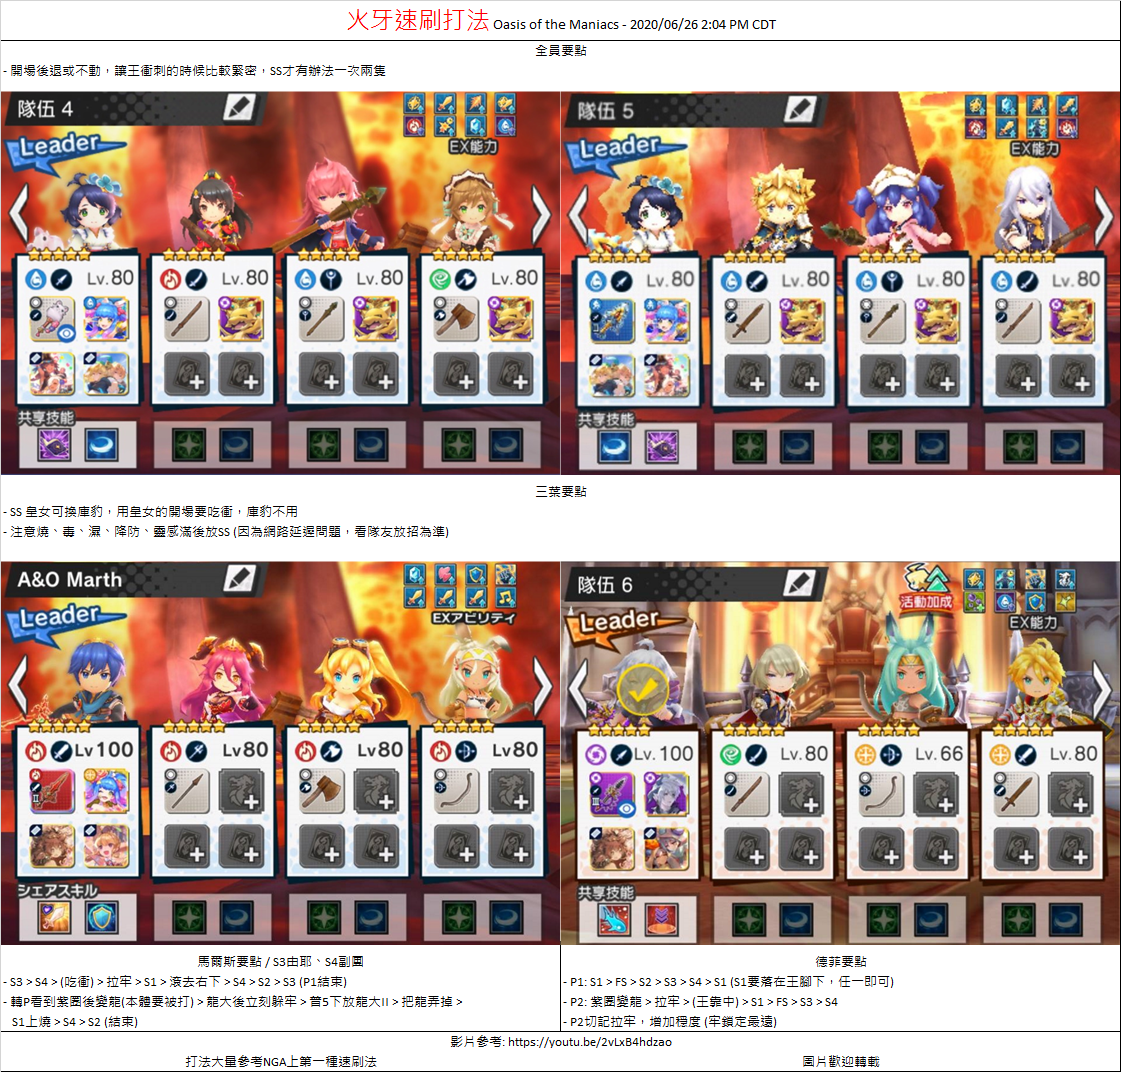 火牙速刷打法 Oasis of the Maniacs - 2020/06/26 2:04 PM CDT
全員要點
- 開場後退或不動，讓王衝刺的時候比較緊密，SS才有辦法一次兩隻
隊伍 4
Leader
EX能力
Lv.80
Lv.80
Lv.80
Lv.80
共享技能
隊伍 5
Leader
EX能力
Lv.80
Lv.80
Lv.80
Lv.80
共享技能
三葉要點
- SS 皇女可換庫豹，用皇女的開場要吃衝，庫豹不用
- 注意燒、毒、濕、降防、靈感滿後放SS (因為網路延遲問題，看隊友放招為準)
A&O Marth
Leader
EXアビリティ
Lv100
Lv80
Lv80
Lv80
II
シェアスキル
隊伍 6
活動加成
Leader
EX能力
Lv.100
Lv.80
Lv.66
Lv.80
III
共享技能
馬爾斯要點 / S3由耶、S4副團
- S3 > S4 > (吃衝) > 拉牢 > S1 > 滾去右下 > S4 > S2 > S3 (P1結束)
- 轉P看到紫圈後變龍(本體要被打) > 龍大後立刻躲牢 > 普5下放龍大II > 把龍弄掉 >
S1上燒 > S4 > S2 (結束)
德菲要點
- P1: S1 > FS > S2 > S3 > S4 > S1 (S1要落在王腳下，任一即可)
- P2: 紫圈變龍 > 拉牢 > (王靠中) > S1 > FS > S3 > S4
- P2切記拉牢，增加穩度 (牢鎖定最遠)
影片參考: https://youtu.be/2vLxB4hdzao
打法大量參考NGA上第一種速刷法
圖片歡迎轉載